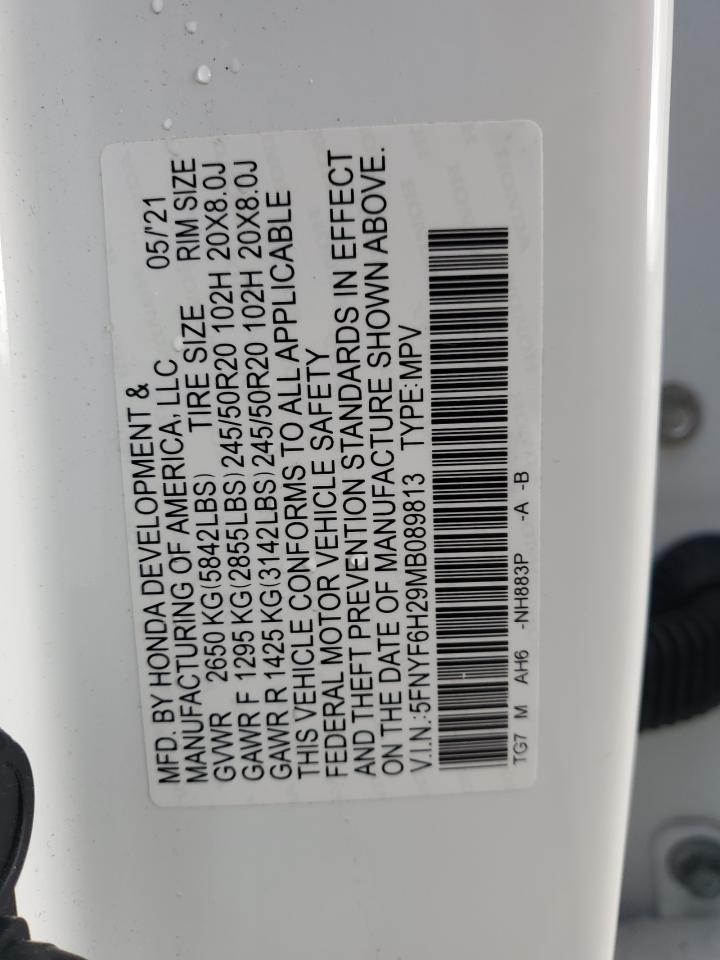 MFD. BY HONDA DEVELOPMENT &
MANUFACTURING OF AMERICA, LLC 05/'21
GVWR 2650 KG(5842LBS) TIRE SIZE RIM SIZE
GAWR F 1295 KG(2855LBS)245/50R20 102H 20X8.0J
GAWR R 1425 KG(3142LBS)245/50R20 102H 20X8.0J
THIS VEHICLE CONFORMS TO ALL APPLICABLE
FEDERAL MOTOR VEHICLE SAFETY
AND THEFT PREVENTION STANDARDS IN EFFECT
ON THE DATE OF MANUFACTURE SHOWN ABOVE.
V.I.N.:5FNYF6H29MB089813 TYPE:MPV
TG7 M AH6 -NH883P -A -B